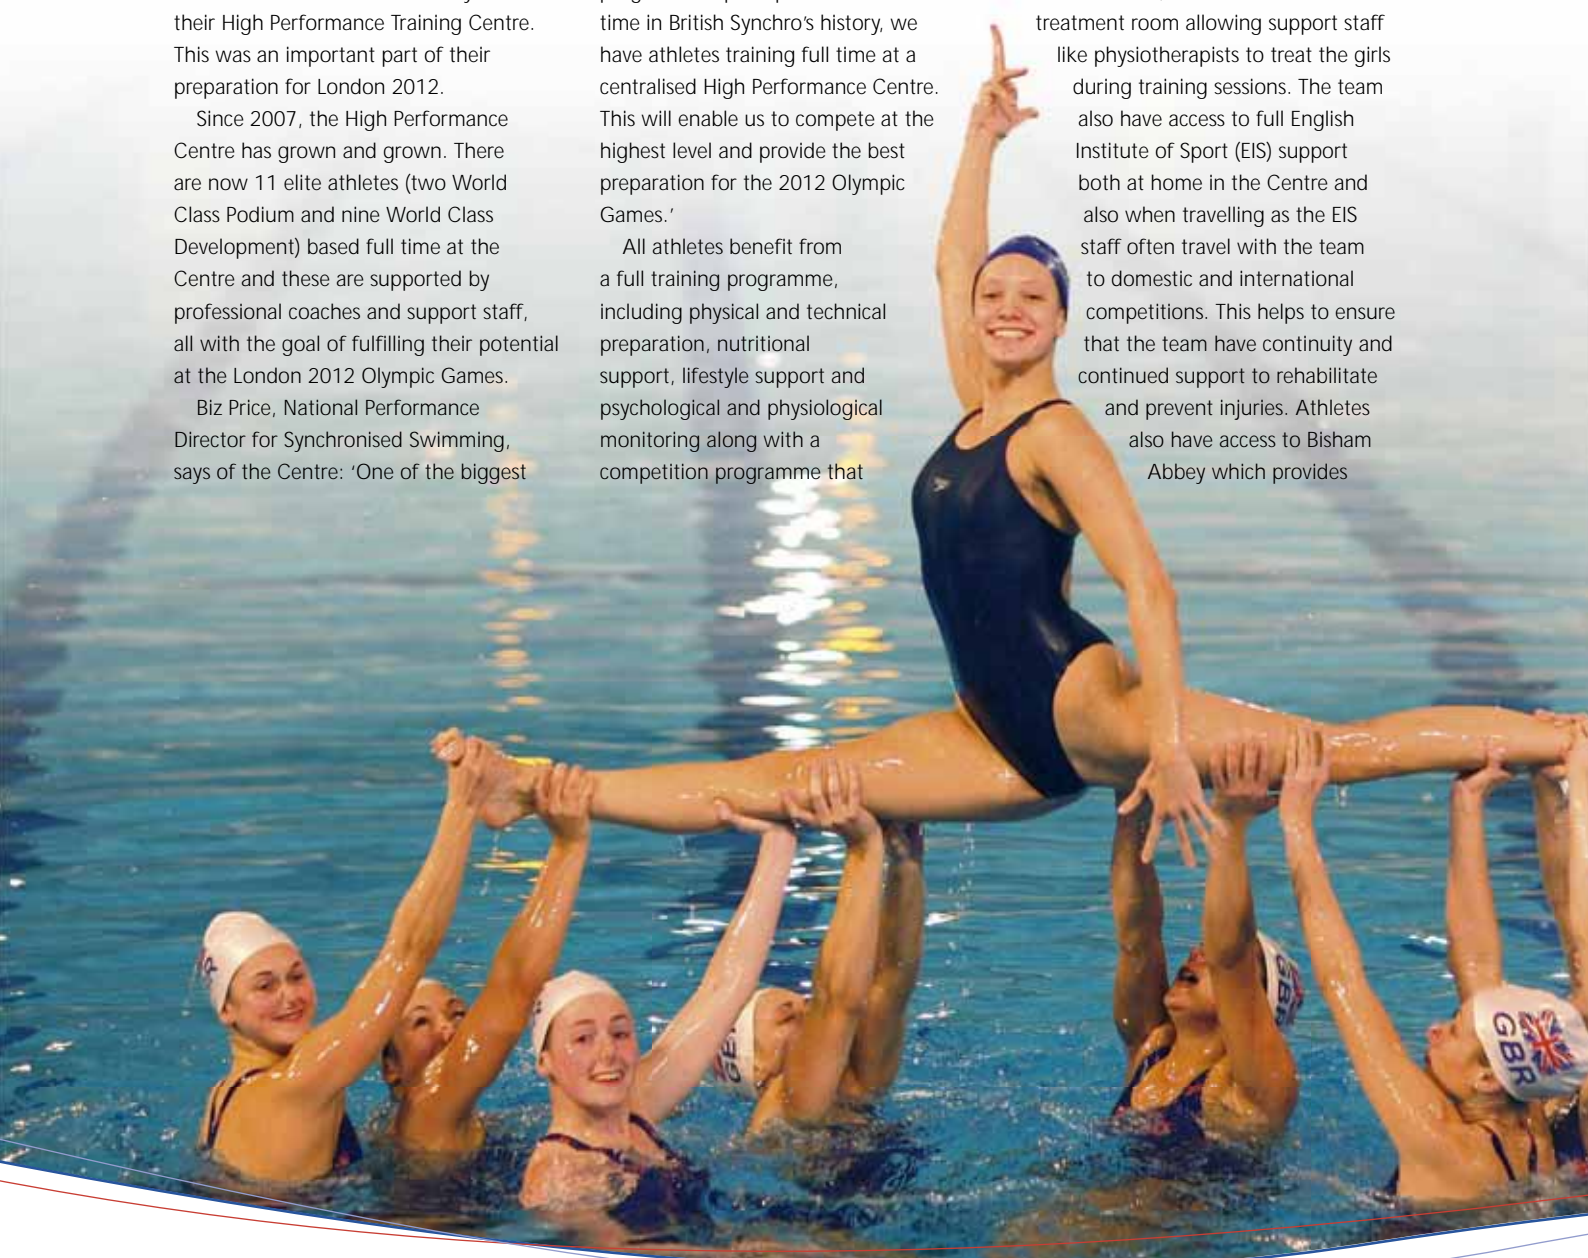 their High Performance Training Centre.
This was an important part of their
preparation for London 2012.
Since 2007, the High Performance
Centre has grown and grown. There
are now 11 elite athletes (two World
Class Podium and nine World Class
Development) based full time at the
Centre and these are supported by
professional coaches and support staff,
all with the goal of fulfilling their potential
at the London 2012 Olympic Games.
Biz Price, National Performance
Director for Synchronised Swimming,
says of the Centre: ‘One of the biggest
time in British Synchro’s history, we
have athletes training full time at a
centralised High Performance Centre.
This will enable us to compete at the
highest level and provide the best
preparation for the 2012 Olympic
Games.’
All athletes benefit from
a full training programme,
including physical and technical
preparation, nutritional
support, lifestyle support and
psychological and physiological
monitoring along with a
competition programme that
treatment room allowing support staff
like physiotherapists to treat the girls
during training sessions. The team
also have access to full English
Institute of Sport (EIS) support
both at home in the Centre and
also when travelling as the EIS
staff often travel with the team
to domestic and international
competitions. This helps to ensure
that the team have continuity and
continued support to rehabilitate
and prevent injuries. Athletes
also have access to Bisham
Abbey which provides
GBR
GBR